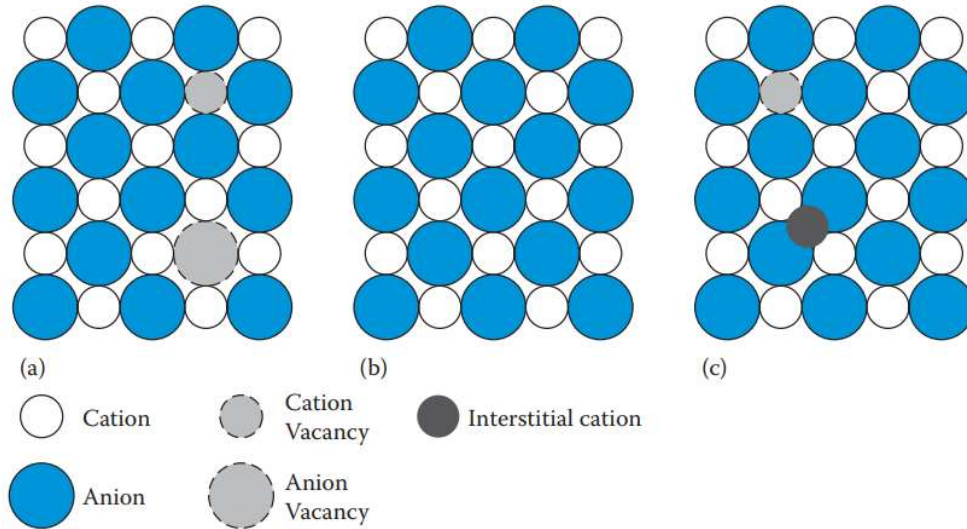 (a)
(b)
(c)
Cation
Cation
Vacancy
Interstitial cation
Anion
Anion
Vacancy